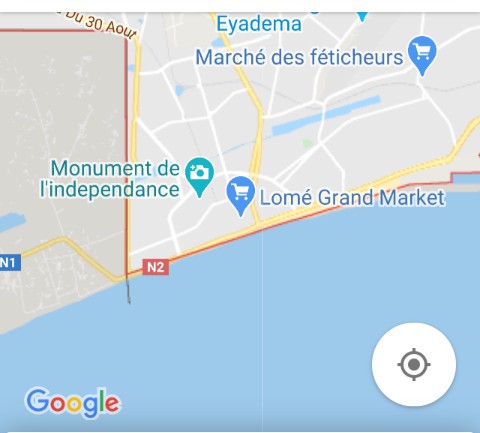 Du 30 Aout
Eyadema
Marché des féticheurs
Monument de
l'independance
Lomé Grand Market
N1
N2
Google